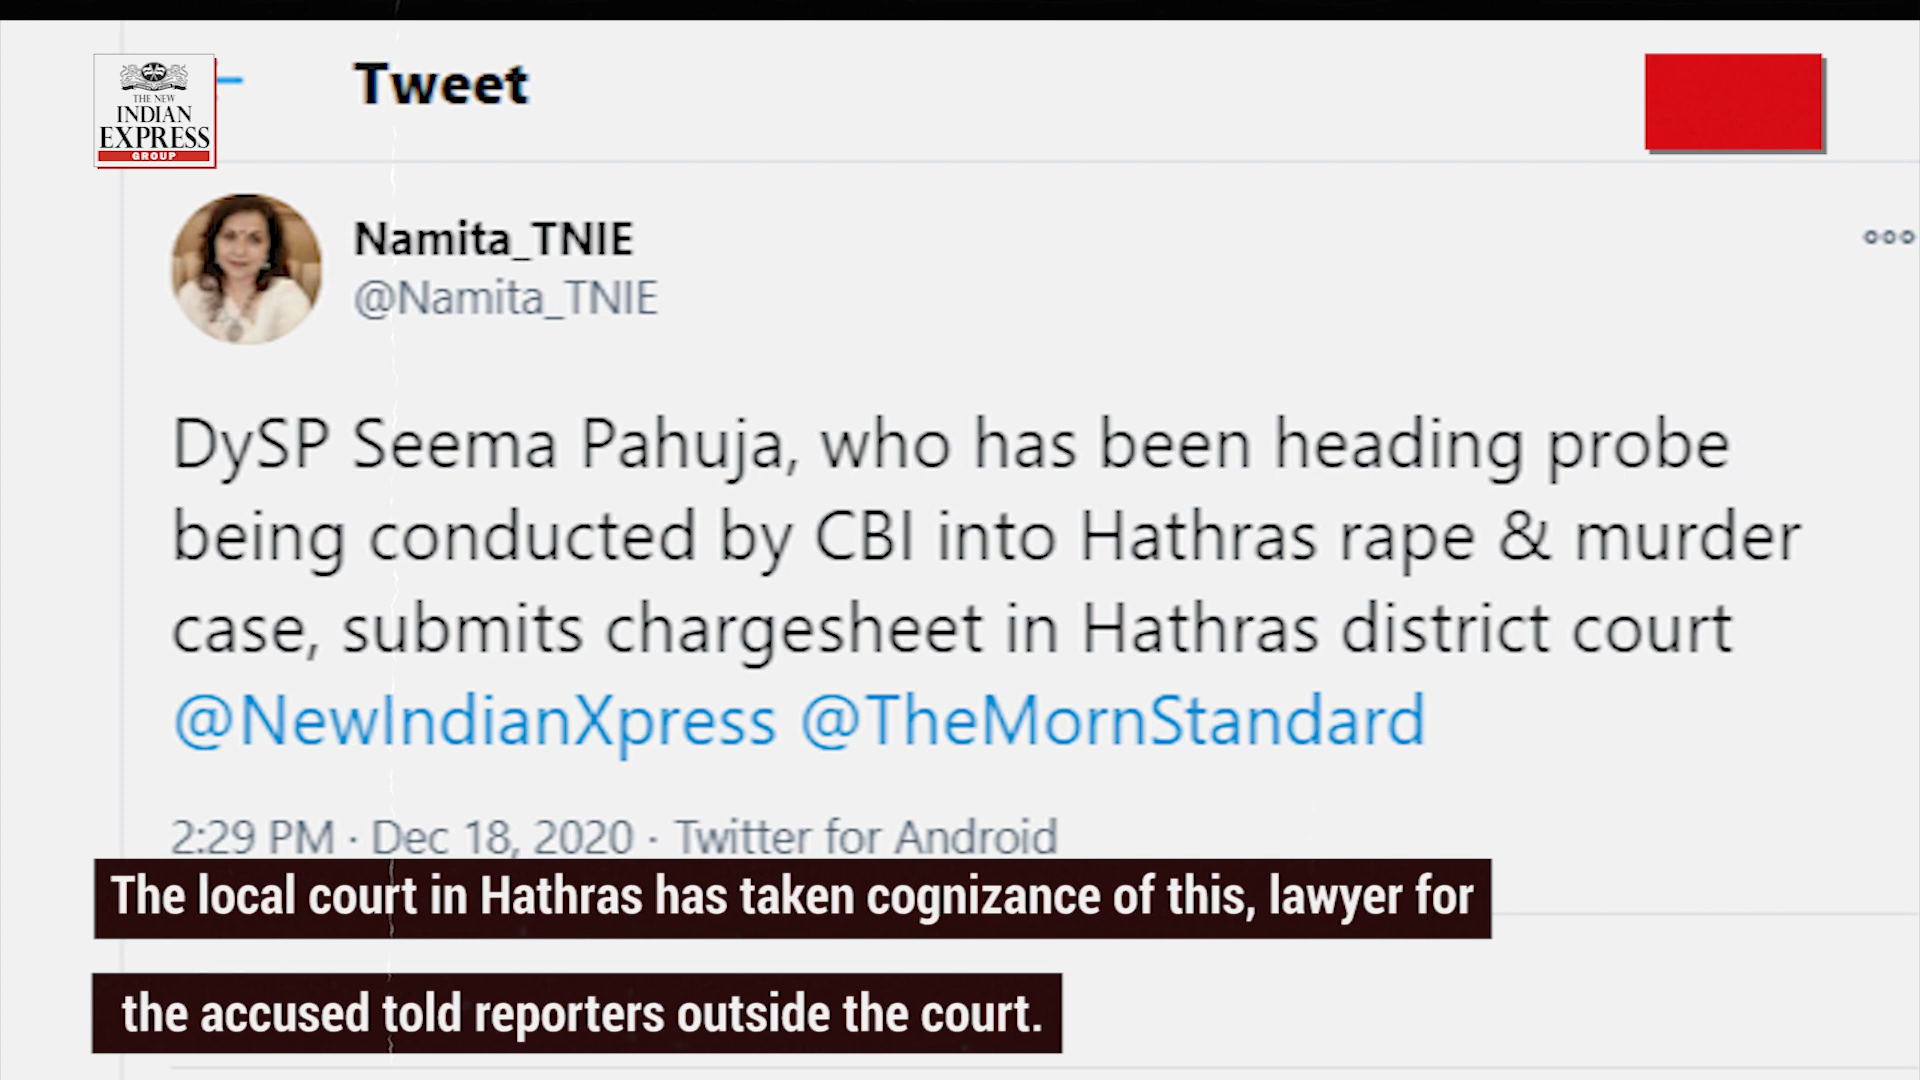 THE NEW
INDIAN
EXPRESS
GROUP
Tweet
Namita_TNIE
@Namita_TNIE
DySP Seema Pahuja, who has been heading probe
being conducted by CBI into Hathras rape & murder
case, submits chargesheet in Hathras district court
@NewIndianXpress @TheMornStandard
2:29 PM · Dec 18, 2020 · Twitter for Android
The local court in Hathras has taken cognizance of this, lawyer for
the accused told reporters outside the court.